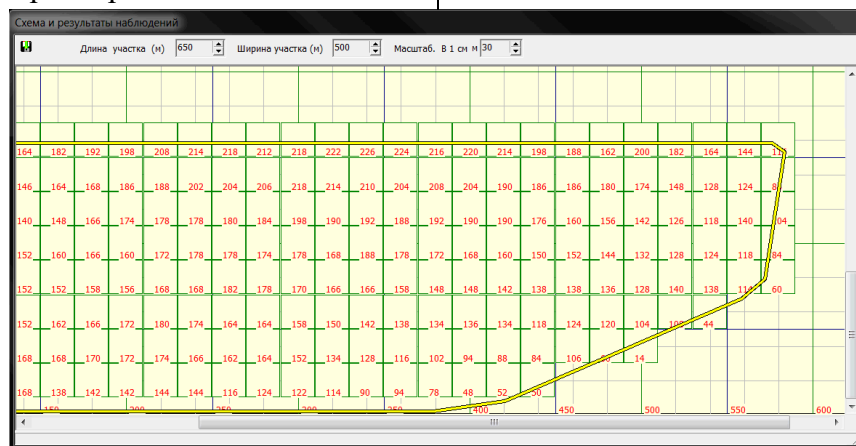 Схема и результаты наблюдений
Длина участка (м) 650 Ширина участка (м) 500 Масштаб. В 1 см м 30
164 182 192 198 208 214 218 212 218 222 226 224 216 220 214 198 188 162 200 182 164 144
146 164 168 186 188 202 204 206 218 214 210 204 208 204 190 186 186 180 174 148 128 124
140 148 166 174 178 178 180 184 198 190 192 188 192 190 190 176 160 156 142 126 118 140
152 160 166 160 172 178 178 174 178 168 188 178 172 168 160 150 152 144 132 128 124 118 84
152 152 158 156 168 168 178 178 170 166 166 158 148 148 142 138 138 136 128 140 138 60
152 162 166 172 180 174 174 164 158 150 142 138 134 136 134 118 124 120 104 44
168 168 170 172 174 166 162 164 154 134 128 116 102 94 88 84 106 14
168 138 142 142 144 144 116 124 122 114 90 94 78 48 52 50
400 450 500 550 600